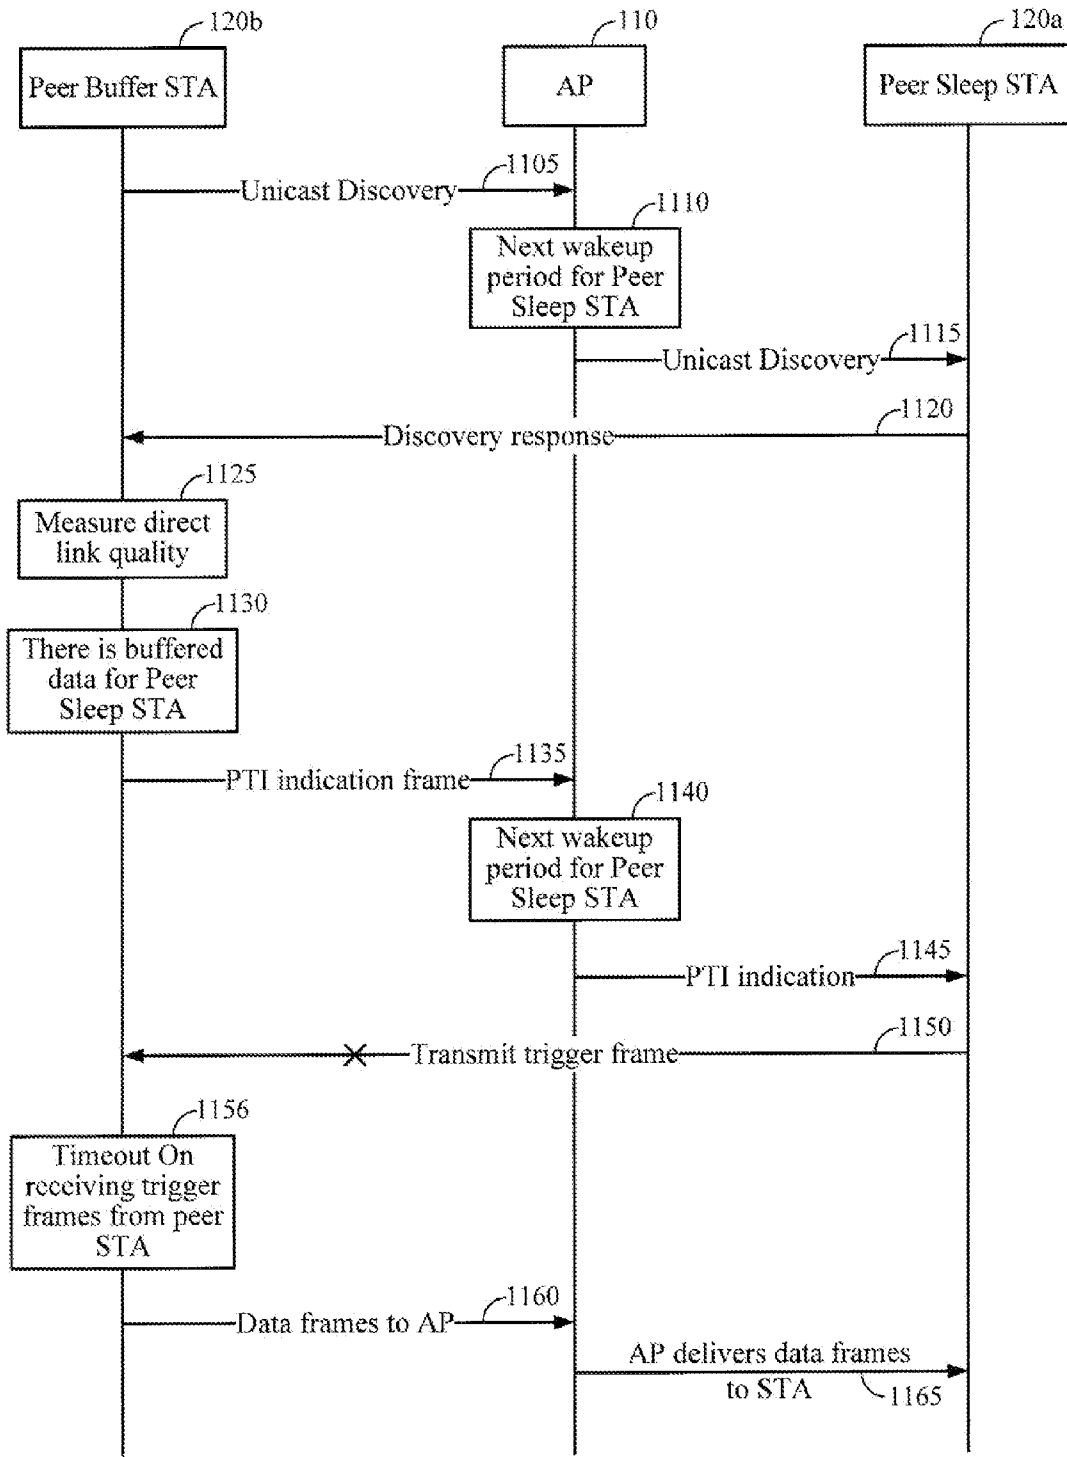 120b
110
120a
Peer Buffer STA
AP
Peer Sleep STA
1105
Unicast Discovery
1110
Next wakeup
period for Peer
Sleep STA
1115
Unicast Discovery
1120
Discovery response
1125
Measure direct
link quality
1130
There is buffered
data for Peer
Sleep STA
1135
PTI indication frame
1140
Next wakeup
period for Peer
Sleep STA
1145
PTI indication
1150
Transmit trigger frame
1156
Timeout On
receiving trigger
frames from peer
STA
1160
Data frames to AP
AP delivers data frames
to STA
1165